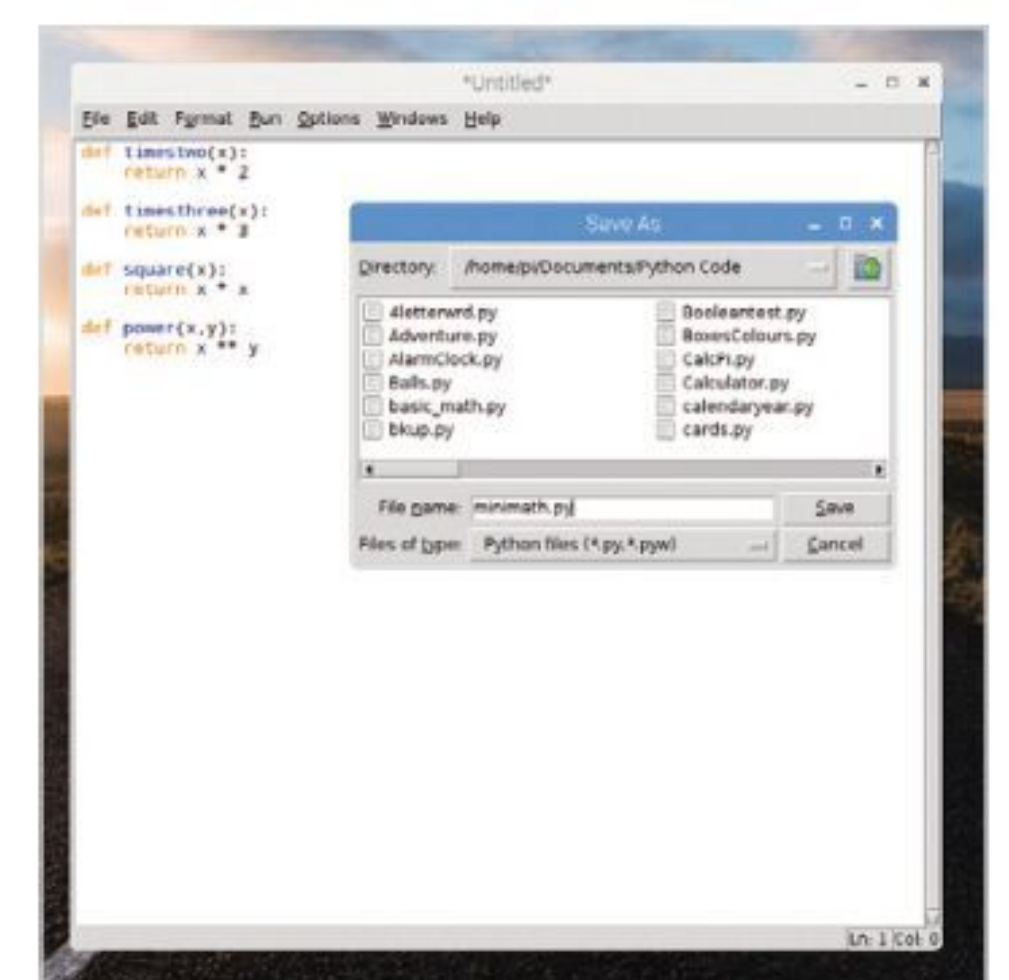 *Untitled*
File Edit Format Run Options Windows Help
def timestwo(x):
    return x * 2
def timesthree(x):
    return x * 3
def square(x):
    return x * x
def power(x,y):
    return x ** y
Save As
Directory: /home/pi/Documents/Python Code
4letterwrd.py
Adventure.py
AlarmClock.py
Balls.py
basic_math.py
bkup.py
Booleantest.py
BoxesColours.py
CalcPi.py
Calculator.py
calendaryear.py
cards.py
File name: minimath.py Save
Files of type: Python files (*.py,*.pyw) Cancel
Ln: 1 Col: 0